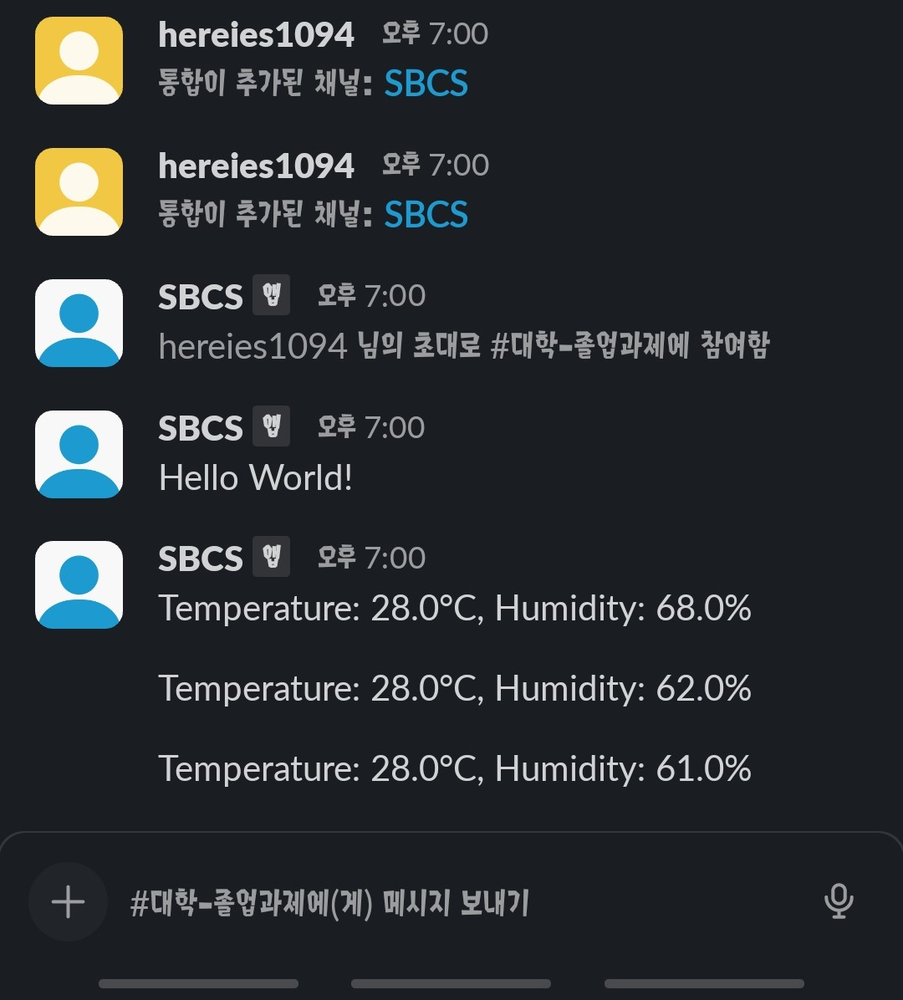 hereies1094 오후 7:00
통합이 추가된 채널: SBCS
hereies1094 오후 7:00
통합이 추가된 채널: SBCS
SBCS 앱 오후 7:00
hereies1094 님의 초대로 #대학-졸업과제에 참여함
SBCS 앱 오후 7:00
Hello World!
SBCS 앱 오후 7:00
Temperature: 28.0°C, Humidity: 68.0%
Temperature: 28.0°C, Humidity: 62.0%
Temperature: 28.0°C, Humidity: 61.0%
#대학-졸업과제에(게) 메시지 보내기